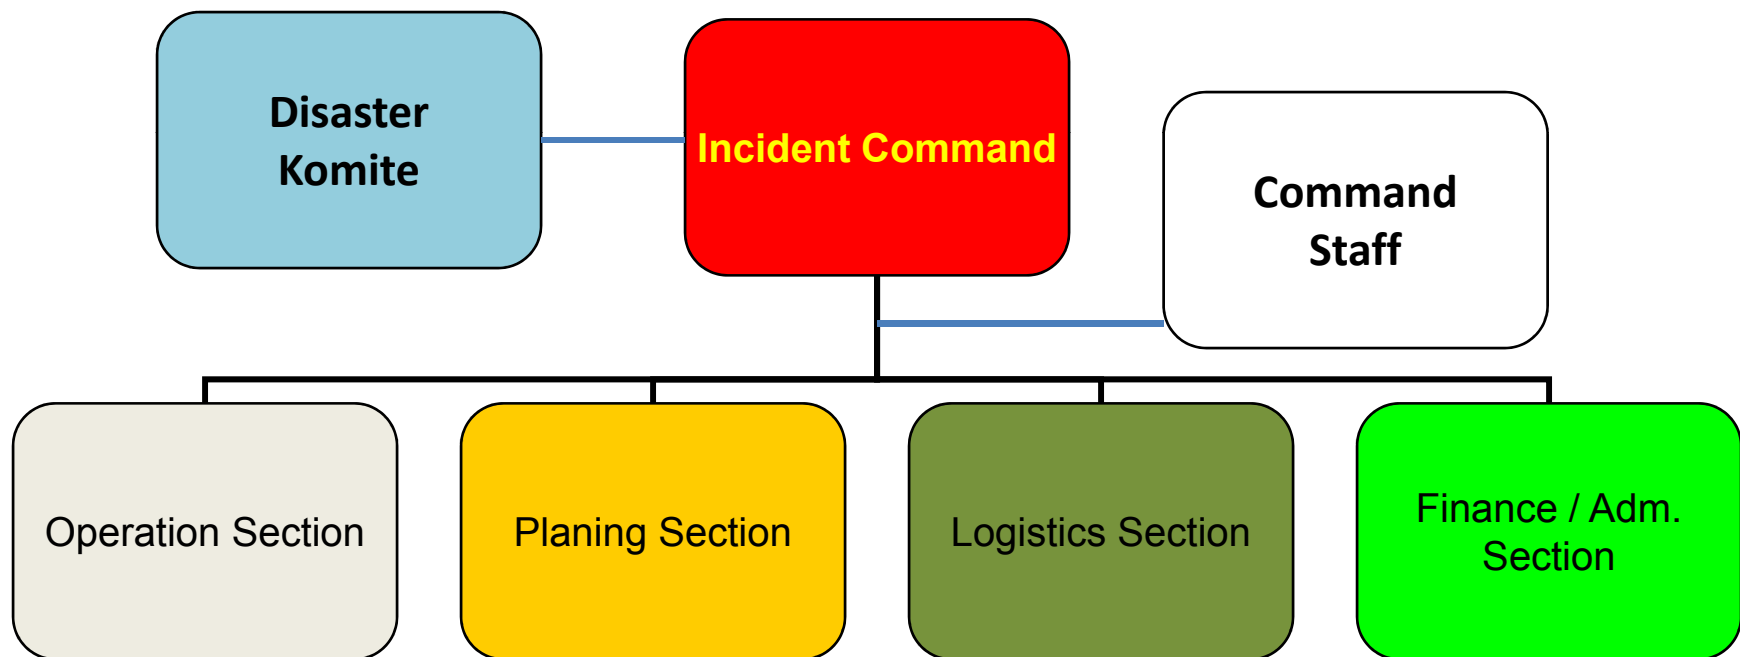 Disaster
Komite
Incident Command
Command
Staff
Operation Section
Planing Section
Logistics Section
Finance / Adm.
Section